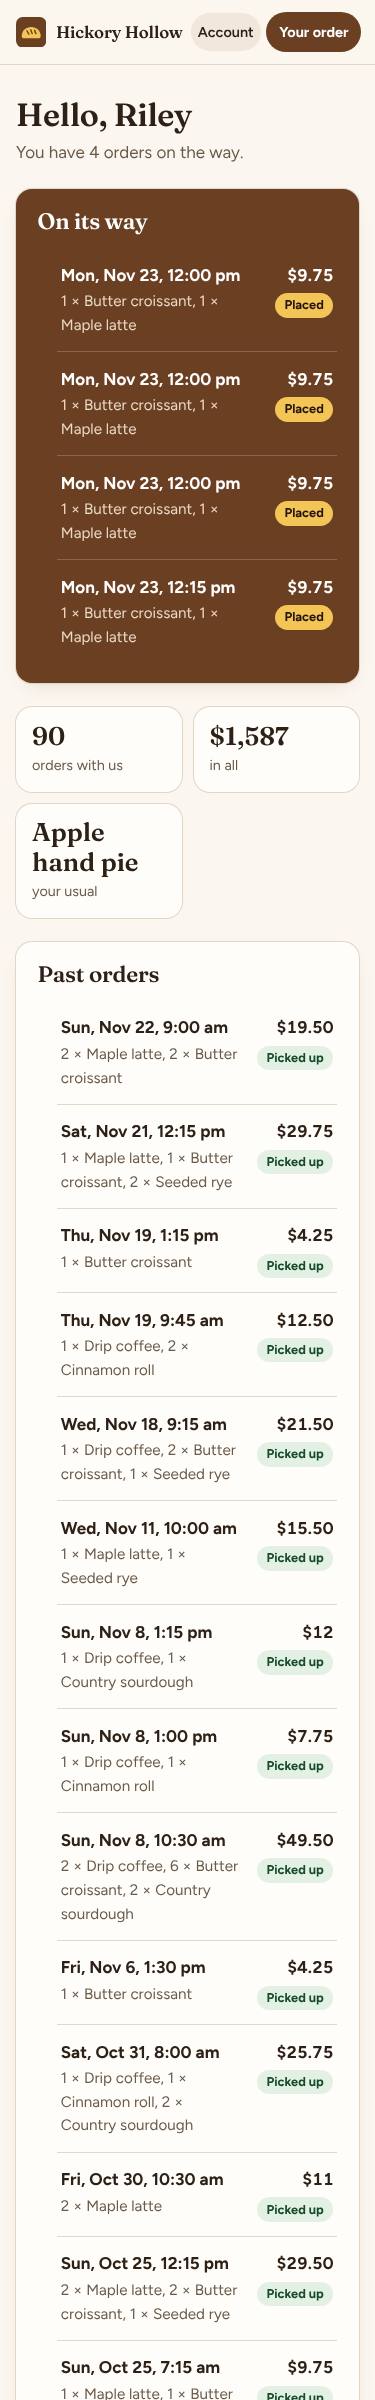 Hickory Hollow
Account
Your order
Hello, Riley
You have 4 orders on the way.
On its way
Mon, Nov 23, 12:00 pm
$9.75
1 × Butter croissant, 1 ×
Maple latte
Placed
Mon, Nov 23, 12:00 pm
$9.75
1 × Butter croissant, 1 ×
Maple latte
Placed
Mon, Nov 23, 12:00 pm
$9.75
1 × Butter croissant, 1 ×
Maple latte
Placed
Mon, Nov 23, 12:15 pm
$9.75
1 × Butter croissant, 1 ×
Maple latte
Placed
90
orders with us
$1,587
in all
Apple
hand pie
your usual
Past orders
Sun, Nov 22, 9:00 am
$19.50
2 × Maple latte, 2 × Butter
croissant
Picked up
Sat, Nov 21, 12:15 pm
$29.75
1 × Maple latte, 1 × Butter
croissant, 2 × Seeded rye
Picked up
Thu, Nov 19, 1:15 pm
$4.25
1 × Butter croissant
Picked up
Thu, Nov 19, 9:45 am
$12.50
1 × Drip coffee, 2 ×
Cinnamon roll
Picked up
Wed, Nov 18, 9:15 am
$21.50
1 × Drip coffee, 2 × Butter
croissant, 1 × Seeded rye
Picked up
Wed, Nov 11, 10:00 am
$15.50
1 × Maple latte, 1 ×
Seeded rye
Picked up
Sun, Nov 8, 1:15 pm
$12
1 × Drip coffee, 1 ×
Country sourdough
Picked up
Sun, Nov 8, 1:00 pm
$7.75
1 × Drip coffee, 1 ×
Cinnamon roll
Picked up
Sun, Nov 8, 10:30 am
$49.50
2 × Drip coffee, 6 × Butter
croissant, 2 × Country
sourdough
Picked up
Fri, Nov 6, 1:30 pm
$4.25
1 × Butter croissant
Picked up
Sat, Oct 31, 8:00 am
$25.75
1 × Drip coffee, 1 ×
Cinnamon roll, 2 ×
Country sourdough
Picked up
Fri, Oct 30, 10:30 am
$11
2 × Maple latte
Picked up
Sun, Oct 25, 12:15 pm
$29.50
2 × Maple latte, 2 × Butter
croissant, 1 × Seeded rye
Picked up
Sun, Oct 25, 7:15 am
$9.75
1 × Maple latte, 1 × Butter
Picked up